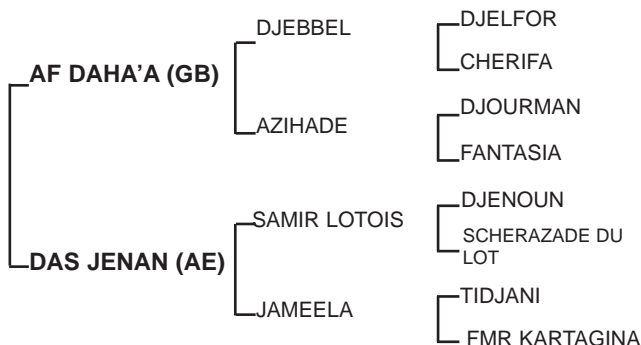 DJELFOR
DJEBBEL
AF DAHA’A (GB)
CHERIFA
DJOURMAN
AZIHADE
FANTASIA
DJENOUN
SAMIR LOTOIS
SCHERAZADE DU
LOT
DAS JENAN (AE)
TIDJANI
JAMEELA
FMR KARTAGINA